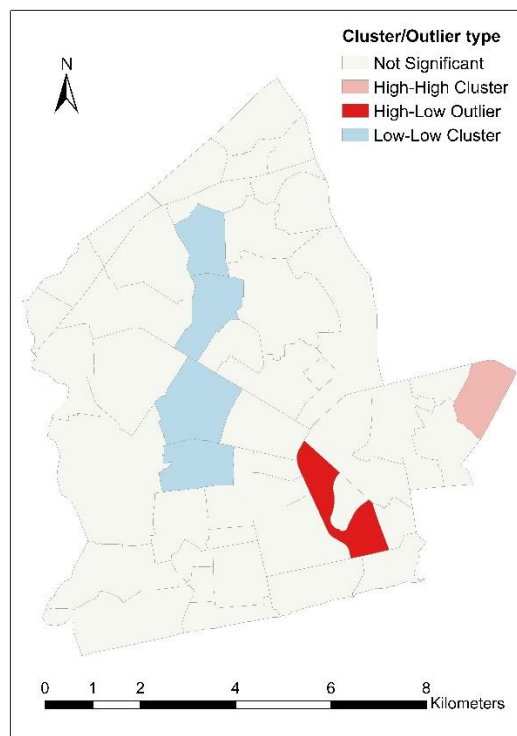 Cluster/Outlier type
Not Significant
High-High Cluster
High-Low Outlier
Low-Low Cluster
N
0 1 2 4 6 8
Kilometers